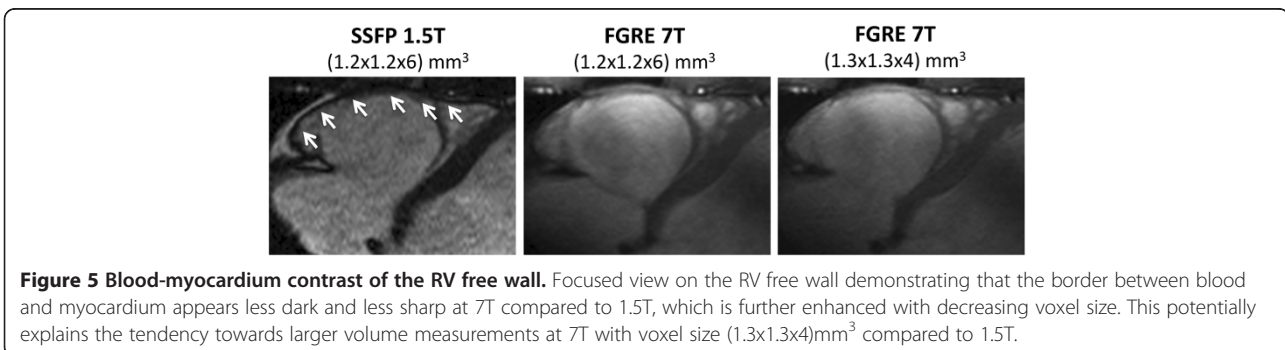 SSFP 1.5T
(1.2x1.2x6) mm³
FGRE 7T
(1.2x1.2x6) mm³
FGRE 7T
(1.3x1.3x4) mm³
Figure 5 Blood-myocardium contrast of the RV free wall. Focused view on the RV free wall demonstrating that the border between blood
and myocardium appears less dark and less sharp at 7T compared to 1.5T, which is further enhanced with decreasing voxel size. This potentially
explains the tendency towards larger volume measurements at 7T with voxel size (1.3x1.3x4)mm³ compared to 1.5T.